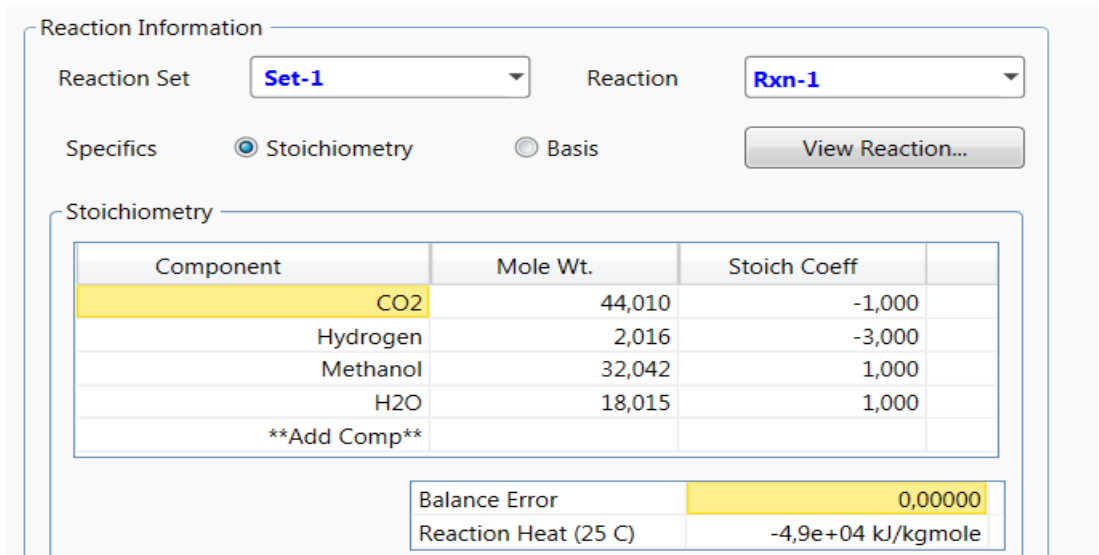 Reaction Information
Reaction Set Set-1 Reaction Rxn-1
Specifics Stoichiometry Basis View Reaction...
Stoichiometry
Component Mole Wt. Stoich Coeff
CO2 44,010 -1,000
Hydrogen 2,016 -3,000
Methanol 32,042 1,000
H2O 18,015 1,000
**Add Comp**
Balance Error 0,00000
Reaction Heat (25 C) -4,9e+04 kJ/kgmole